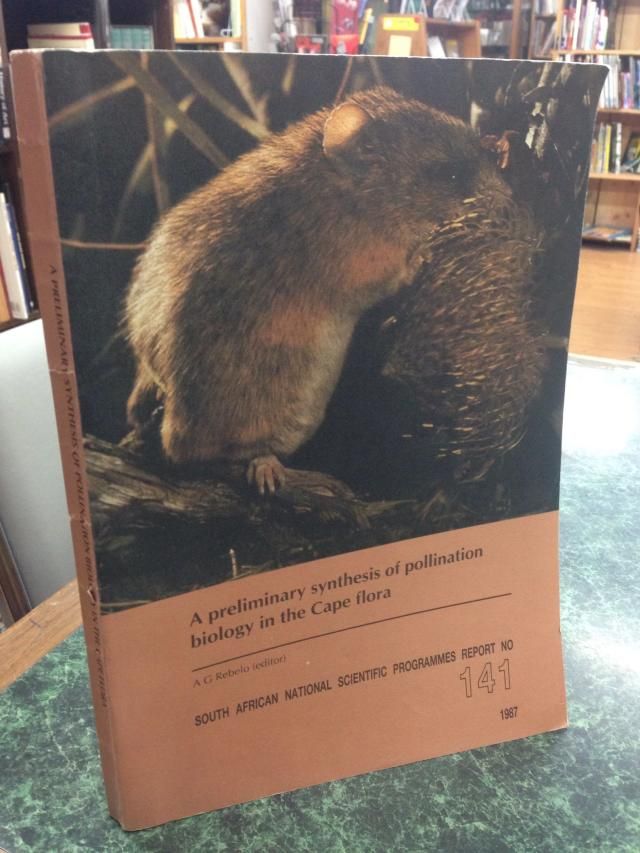 A preliminary synthesis of pollination
biology in the Cape flora
A G Rebelo (editor)
SOUTH AFRICAN NATIONAL SCIENTIFIC PROGRAMMES REPORT NO
141
1987
A PRELIMINARY SYNTHESIS OF POLLINATION BIOLOGY IN THE CAPE FLORA